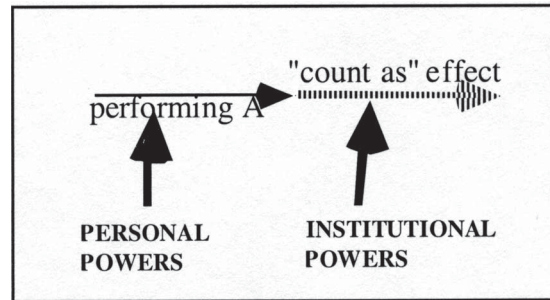 "count as" effect
performing A
PERSONAL
POWERS
INSTITUTIONAL
POWERS